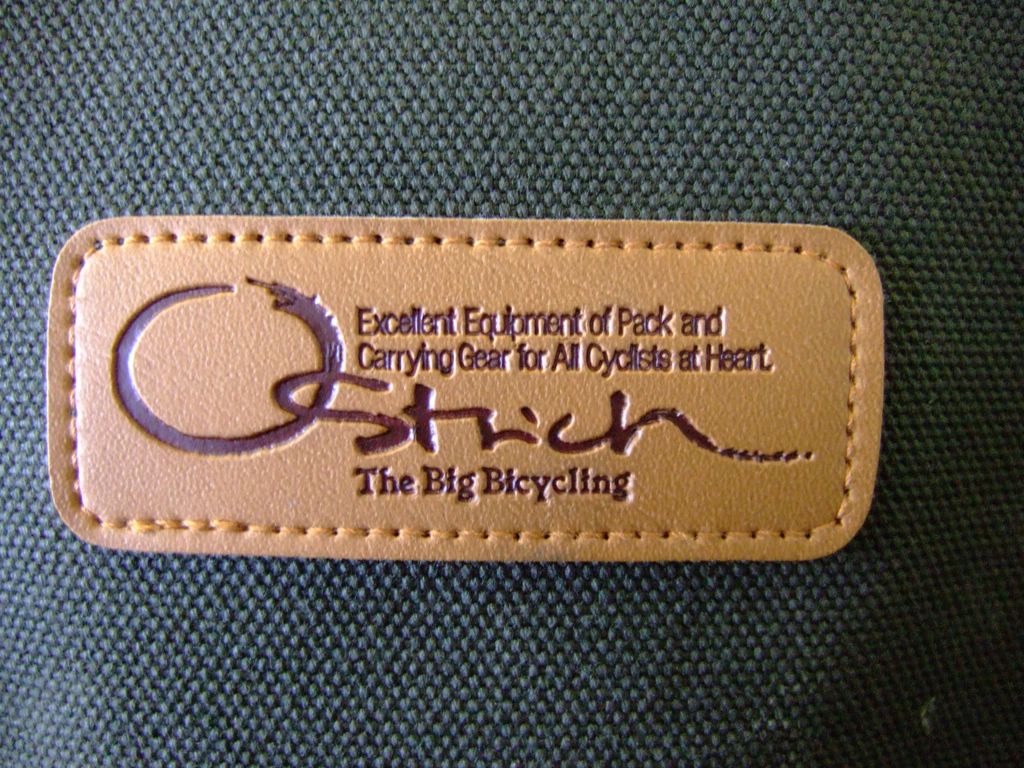 Excellent Equipment of Pack and
Carrying Gear for All Cyclists at Heart.
Ostrich
The Big Bicycling